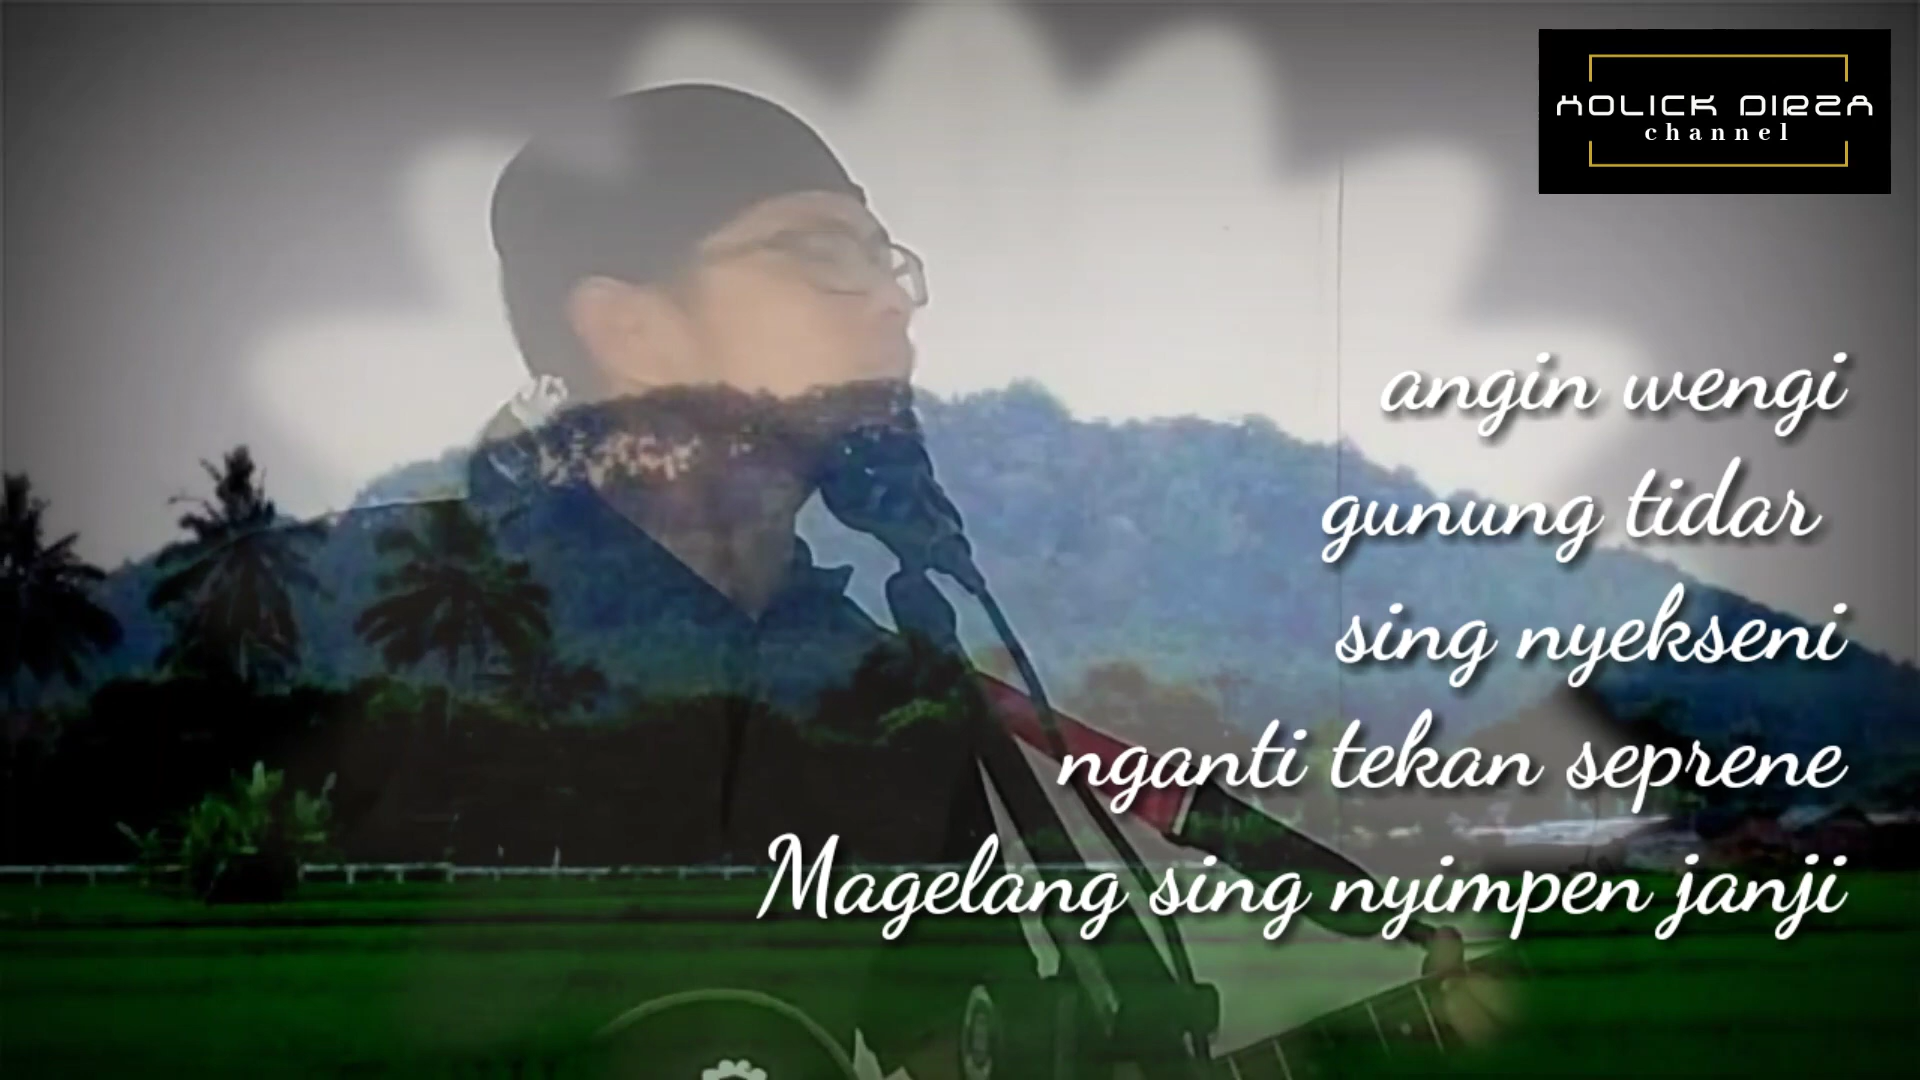 XOLICK DIRZA
channel
angin wengi
gunung tidar
sing nyekseni
nganti tekan seprene
Magelang sing nyimpen janji